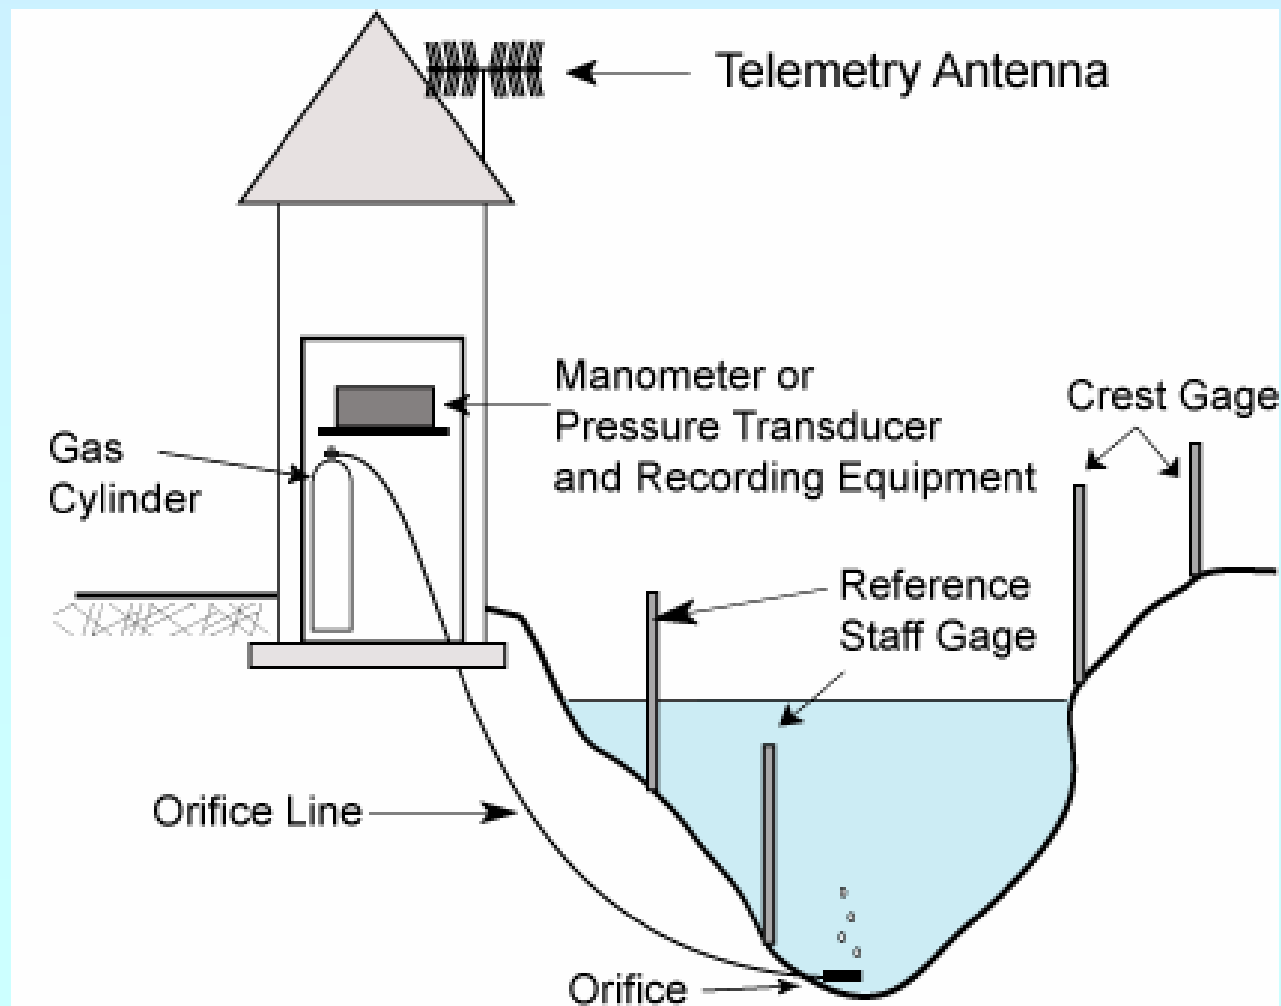 Telemetry Antenna
Manometer or
Pressure Transducer
and Recording Equipment
Crest Gage
Gas
Cylinder
Reference
Staff Gage
Orifice Line
Orifice